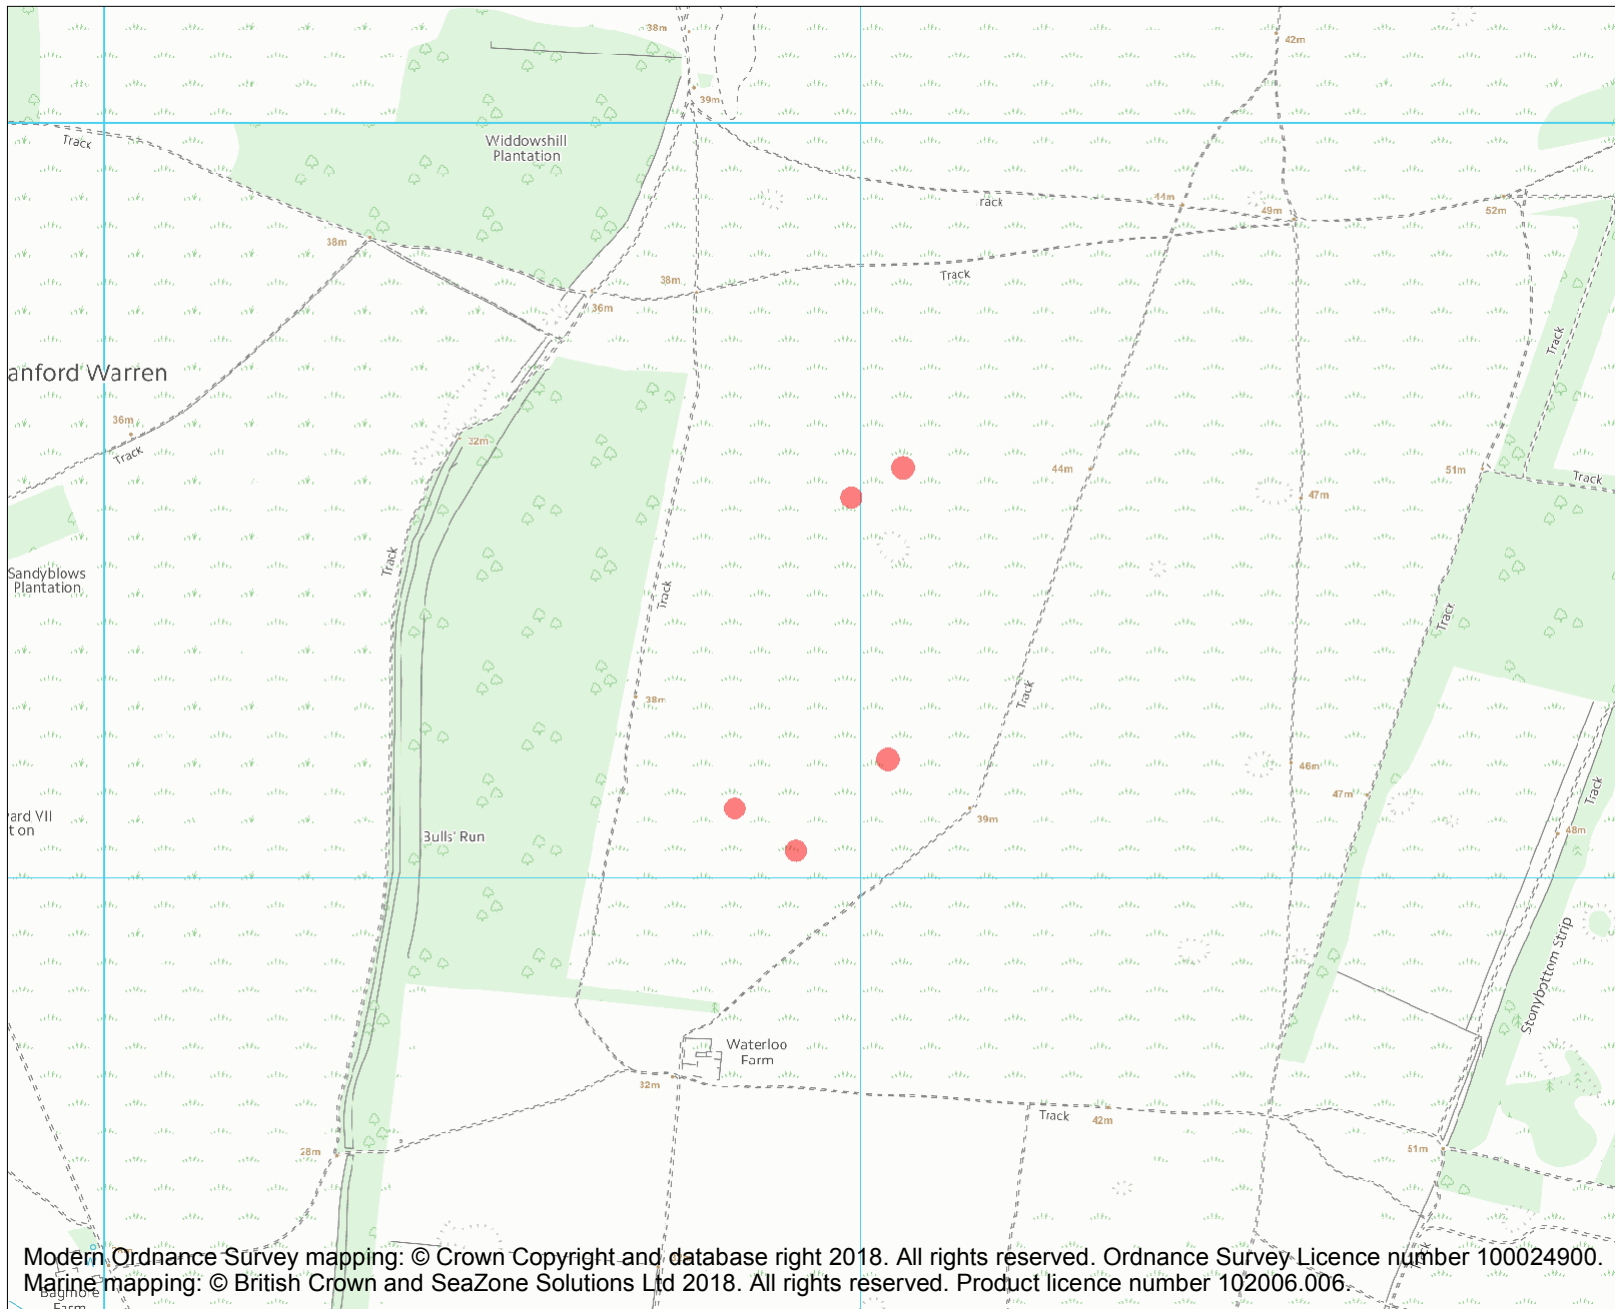 38m
42m
39m
Track
Widdowshill
Plantation
44m
rack
49m
52m
38m
38m
Track
36m
Track
anford Warren
36m
Track
32m
44m
51m
47m
Track
Track
Sandyblows
Plantation
Track
Track
Track
38m
46m
47m
Track
39m
ard VII
Bulls' Run
48m
Stonybottom Strip
Waterloo
Farm
32m
Track
42m
28m
51m
Track
Modern Ordnance Survey mapping: © Crown Copyright and database right 2018. All rights reserved. Ordnance Survey Licence number 100024900.
Marine mapping: © British Crown and SeaZone Solutions Ltd 2018. All rights reserved. Product licence number 102006.006.
Bagmore
Farm